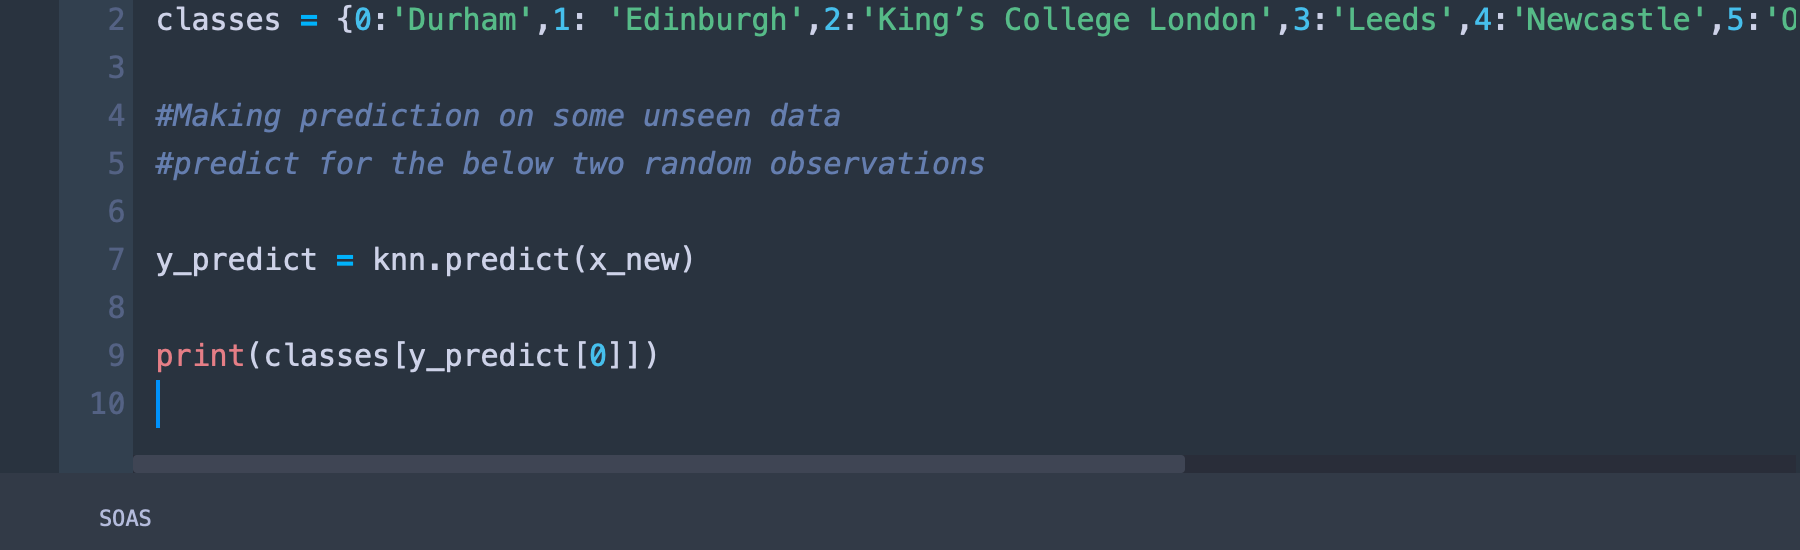 2 classes = {0:'Durham',1: 'Edinburgh',2:'King’s College London',3:'Leeds',4:'Newcastle',5:'O
3
4 #Making prediction on some unseen data
5 #predict for the below two random observations
6
7 y_predict = knn.predict(x_new)
8
9 print(classes[y_predict[0]])
10
SOAS